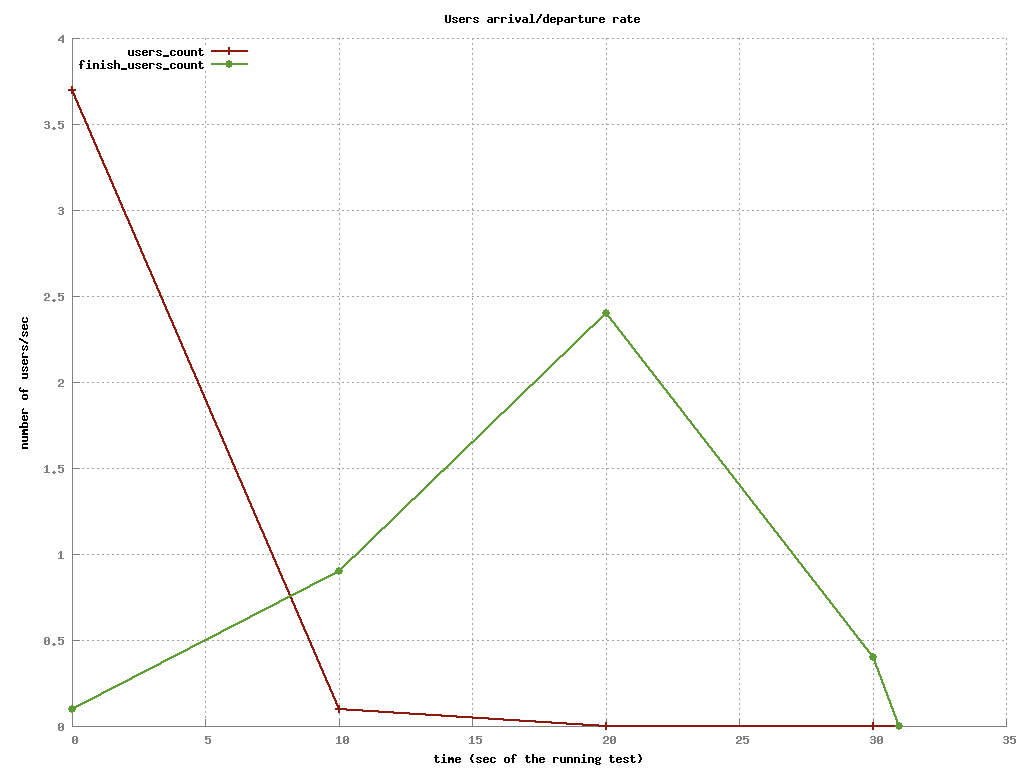 Users arrival/departure rate
users_count
finish_users_count
4
3.5
3
2.5
2
1.5
1
0.5
0
number of users/sec
0 5 10 15 20 25 30 35
time (sec of the running test)